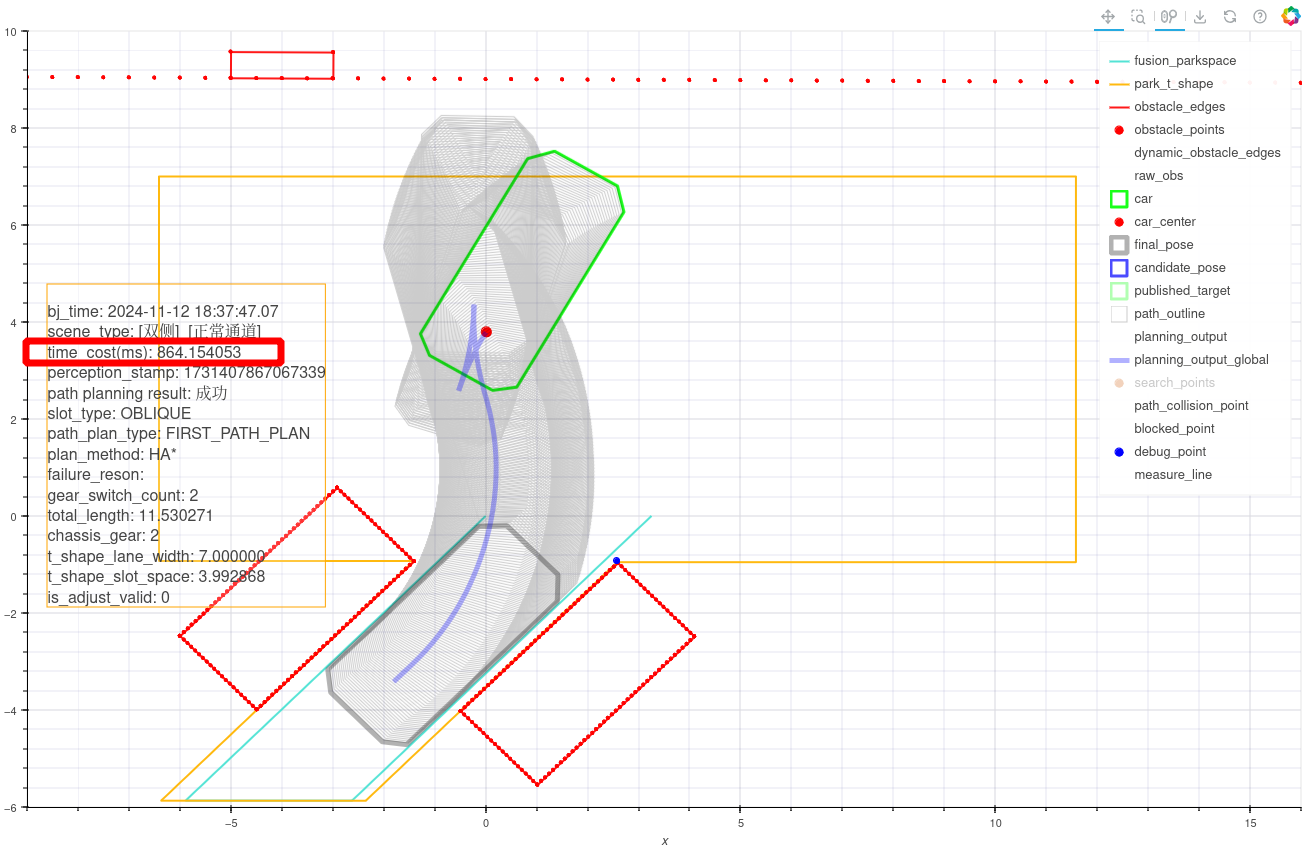 10
8
6
4
2
0
−2
−4
−6
−5
0
5
10
15
x
bj_time: 2024-11-12 18:37:47.07
scene_type: [双侧]  [正常通道]
time_cost(ms): 864.154053
perception_stamp: 1731407867067339
path planning result: 成功
slot_type: OBLIQUE
path_plan_type: FIRST_PATH_PLAN
plan_method: HA*
failure_reson:
gear_switch_count: 2
total_length: 11.530271
chassis_gear: 2
t_shape_lane_width: 7.000000
t_shape_slot_space: 3.992868
is_adjust_valid: 0
fusion_parkspace
park_t_shape
obstacle_edges
obstacle_points
dynamic_obstacle_edges
raw_obs
car
car_center
final_pose
candidate_pose
published_target
path_outline
planning_output
planning_output_global
search_points
path_collision_point
blocked_point
debug_point
measure_line